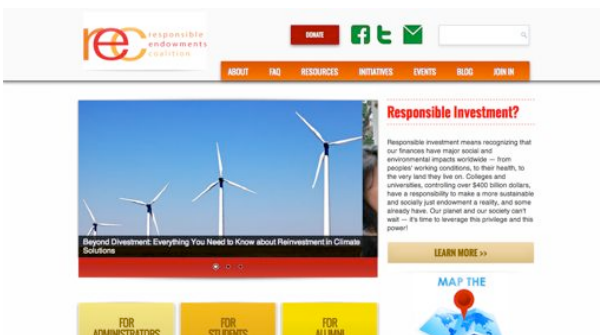 rec responsible
endowments
coalition
DONATE
ABOUT FAQ RESOURCES INITIATIVES EVENTS BLOG JOIN IN
Beyond Divestment: Everything You Need to Know about Reinvestment in Climate
Solutions
Responsible Investment?
Responsible investment means recognizing that
our finances have major social and
environmental impacts worldwide — from
peoples' working conditions, to their health, to
the very land they live on. Colleges and
universities, controlling over $400 billion dollars,
have a responsibility to make a more sustainable
and socially just endowment a reality, and some
already have. Our planet and our society can't
wait — it's time to leverage this privilege and this
power!
LEARN MORE >>
MAP THE
FOR
ADMINISTRATORS
FOR
STUDENTS
FOR
ALUMNI